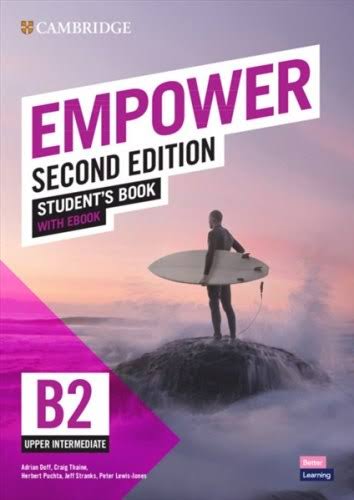 CAMBRIDGE
EMPOWER
SECOND EDITION
STUDENT'S BOOK
WITH EBOOK
B2
UPPER INTERMEDIATE
Adrian Doff, Craig Thaine,
Herbert Puchta, Jeff Stranks, Peter Lewis-Jones
Better
Learning